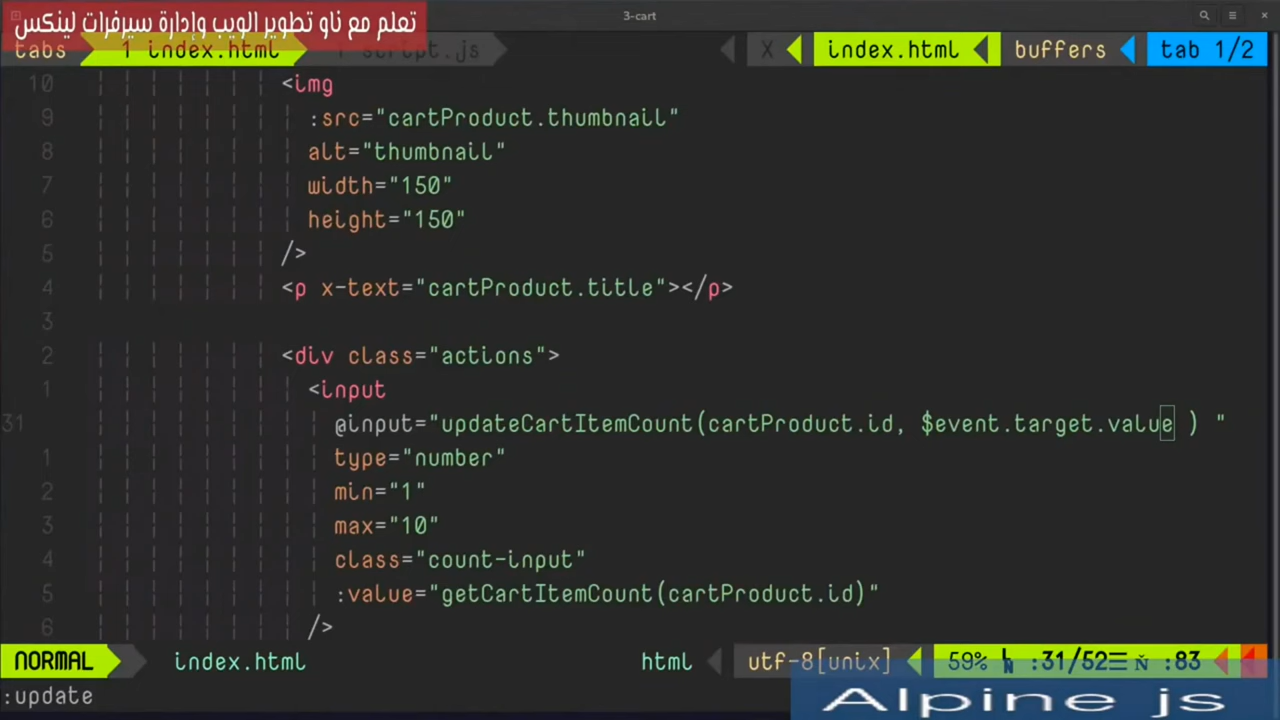 3-cart
تعلم مع ناو تطوير الويب وإدارة سيرفرات لينكس
tabs 1 index.html 1 script.js X index.html buffers tab 1/2
10 <img
9 :src="cartProduct.thumbnail"
8 alt="thumbnail"
7 width="150"
6 height="150"
5 />
4 <p x-text="cartProduct.title"></p>
3
2 <div class="actions">
1 <input
31 @input="updateCartItemCount(cartProduct.id, $event.target.value ) "
1 type="number"
2 min="1"
3 max="10"
4 class="count-input"
5 :value="getCartItemCount(cartProduct.id)"
6 />
NORMAL index.html html utf-8[unix] 59% :31/52☰ :83
:update
Alpine js